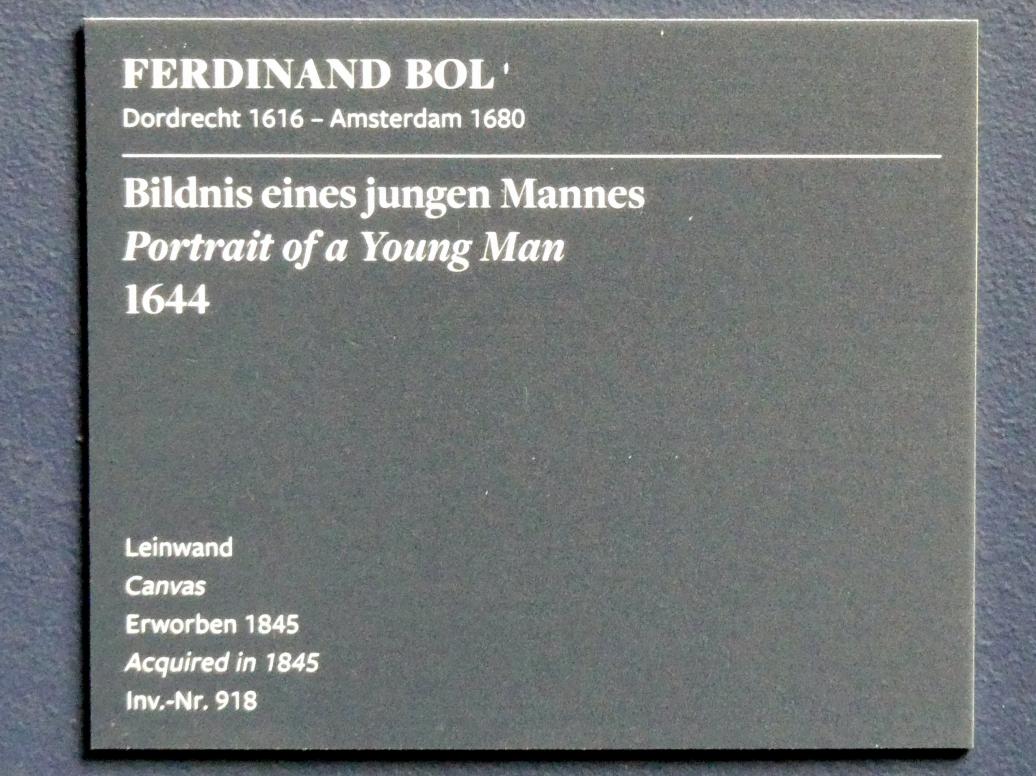 FERDINAND BOL
Dordrecht 1616 – Amsterdam 1680
Bildnis eines jungen Mannes
Portrait of a Young Man
1644
Leinwand
Canvas
Erworben 1845
Acquired in 1845
Inv.-Nr. 918